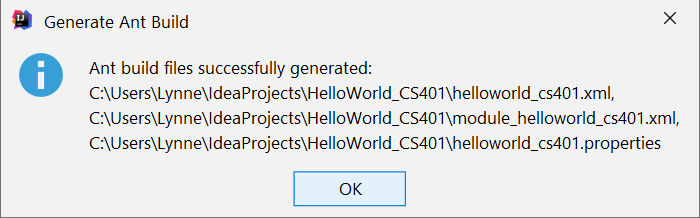 Generate Ant Build
Ant build files successfully generated:
C:\Users\Lynne\IdeaProjects\HelloWorld_CS401\helloworld_cs401.xml,
C:\Users\Lynne\IdeaProjects\HelloWorld_CS401\module_helloworld_cs401.xml,
C:\Users\Lynne\IdeaProjects\HelloWorld_CS401\helloworld_cs401.properties
OK